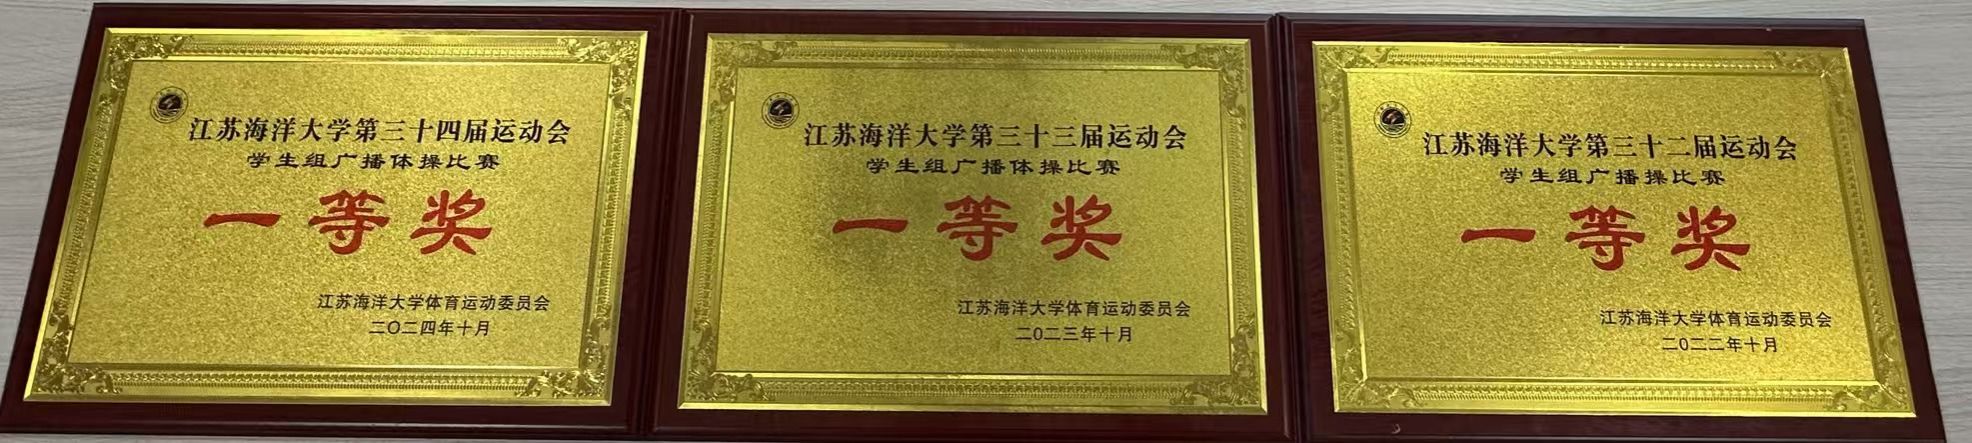 江苏海洋大学第三十四届运动会
学生组广播体操比赛
一等奖
江苏海洋大学体育运动委员会
二〇二四年十月
江苏海洋大学第三十三届运动会
学生组广播体操比赛
一等奖
江苏海洋大学体育运动委员会
二0二三年十月
江苏海洋大学第三十二届运动会
学生组广播操比赛
一等奖
江苏海洋大学体育运动委员会
二0二二年十月